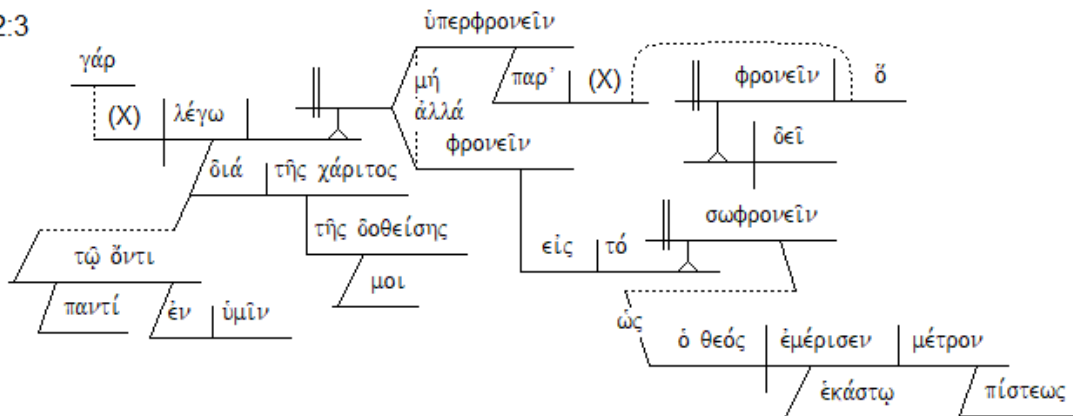 2:3
ὑπερφρονεῖν
γάρ
μή
παρ’ (X)
φρονεῖν ὅ
(X) λέγω
ἀλλά
φρονεῖν
δεῖ
διά τῆς χάριτος
σωφρονεῖν
τῆς δοθείσης
εἰς τό
τῷ ὄντι
μοι
παντί
ἐν ὑμῖν
ὡς
ὁ θεός ἐμέρισεν μέτρον
ἑκάστῳ
πίστεως